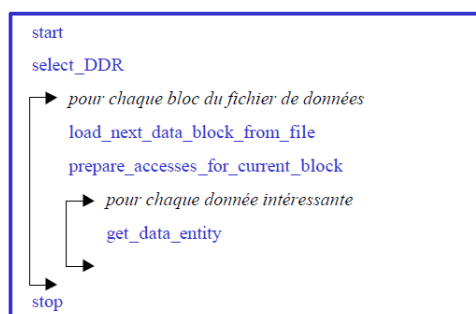 start
select_DDR
pour chaque bloc du fichier de données
load_next_data_block_from_file
prepare_accesses_for_current_block
pour chaque donnée intéressante
get_data_entity
stop